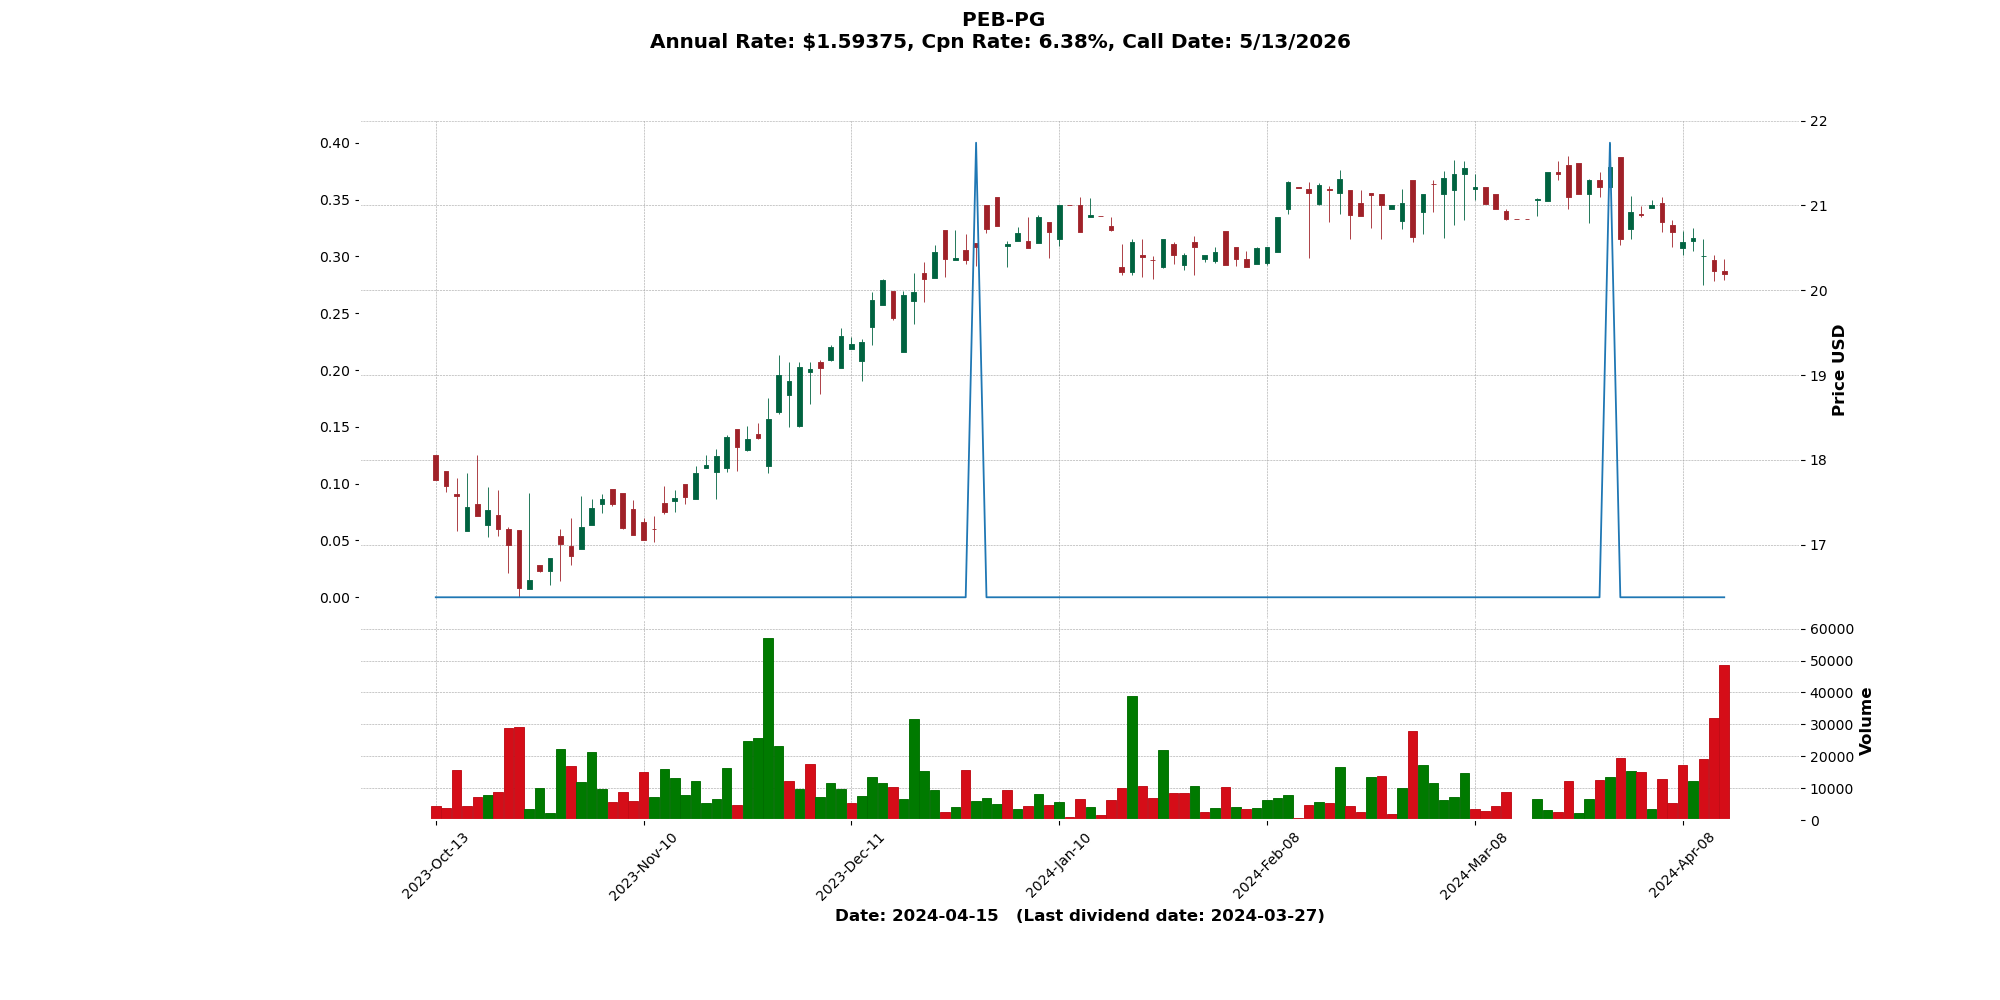 PEB-PG
Annual Rate: $1.59375, Cpn Rate: 6.38%, Call Date: 5/13/2026
0.40
0.35
0.30
0.25
0.20
0.15
0.10
0.05
0.00
22
21
20
19
18
17
Price USD
60000
50000
40000
30000
20000
10000
0
Volume
2023-Oct-13
2023-Nov-10
2023-Dec-11
2024-Jan-10
2024-Feb-08
2024-Mar-08
2024-Apr-08
Date: 2024-04-15 (Last dividend date: 2024-03-27)